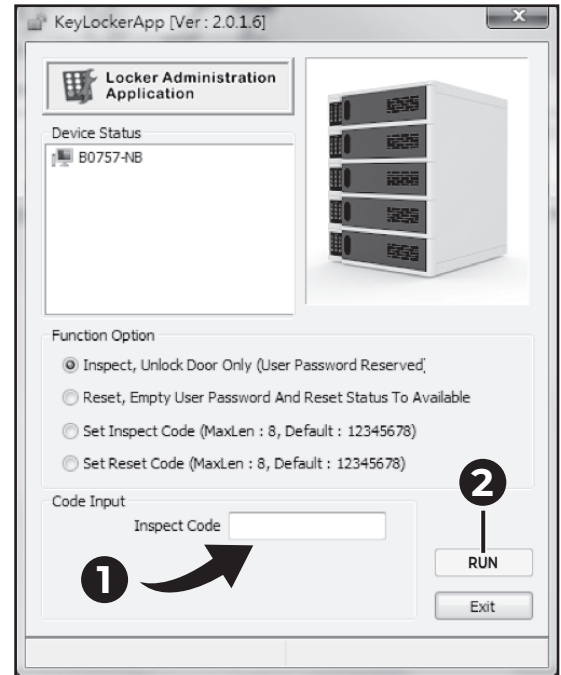 KeyLockerApp [Ver : 2.0.1.6]
Locker Administration
Application
Device Status
B0757-NB
Function Option
Inspect, Unlock Door Only (User Password Reserved)
Reset, Empty User Password And Reset Status To Available
Set Inspect Code (MaxLen : 8, Default : 12345678)
Set Reset Code (MaxLen : 8, Default : 12345678)
Code Input
Inspect Code
1
2
RUN
Exit